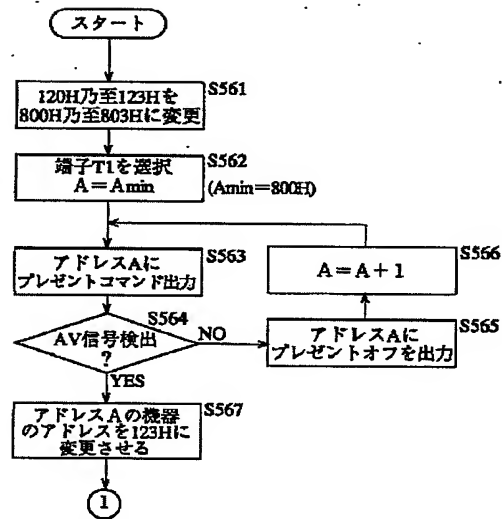 スタート
S561
120H乃至123Hを
800H乃至803Hに変更
S562
端子T1を選択
A=Amin
(Amin=800H)
S563
アドレスAに
プレゼントコマンド出力
S566
A=A+1
S564
AV信号検出
?
NO
YES
S565
アドレスAに
プレゼントオフを出力
S567
アドレスAの機器
のアドレスを123Hに
変更させる
1